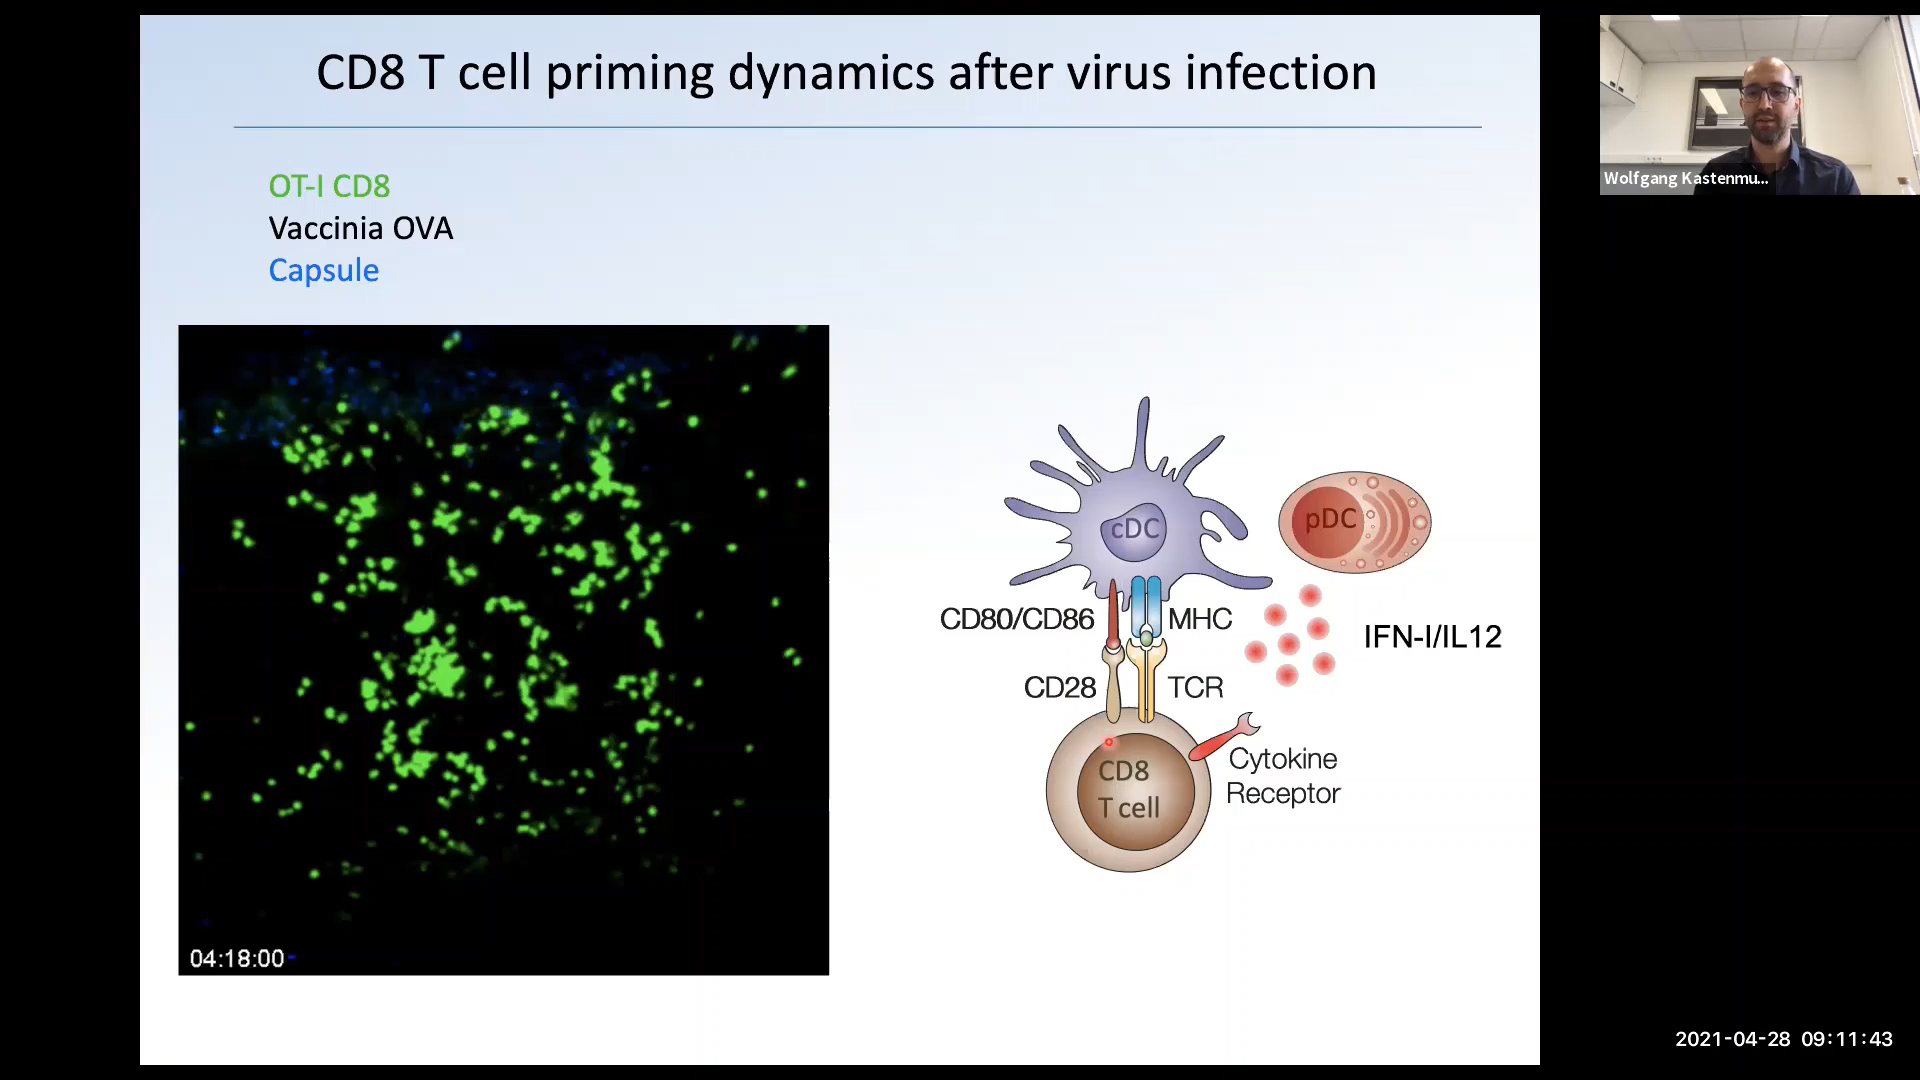 CD8 T cell priming dynamics after virus infection
OT-I CD8
Vaccinia OVA
Capsule
04:18:00
cDC
pDC
CD80/CD86
MHC
IFN-I/IL12
CD28
TCR
CD8
T cell
Cytokine
Receptor
Wolfgang Kastenmu...
2021-04-28 09:11:43